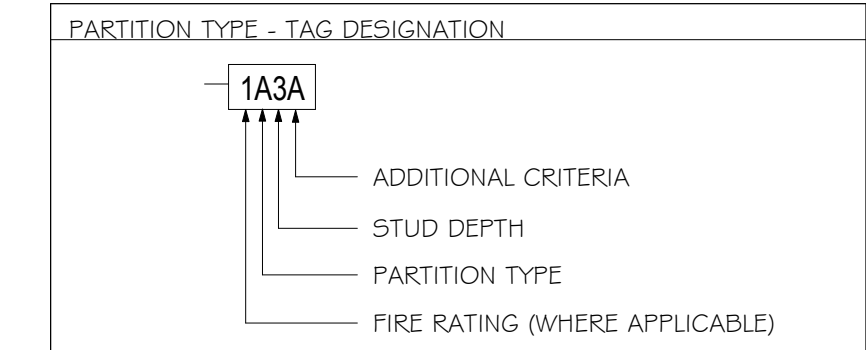 PARTITION TYPE - TAG DESIGNATION
1A3A
ADDITIONAL CRITERIA
STUD DEPTH
PARTITION TYPE
FIRE RATING (WHERE APPLICABLE)